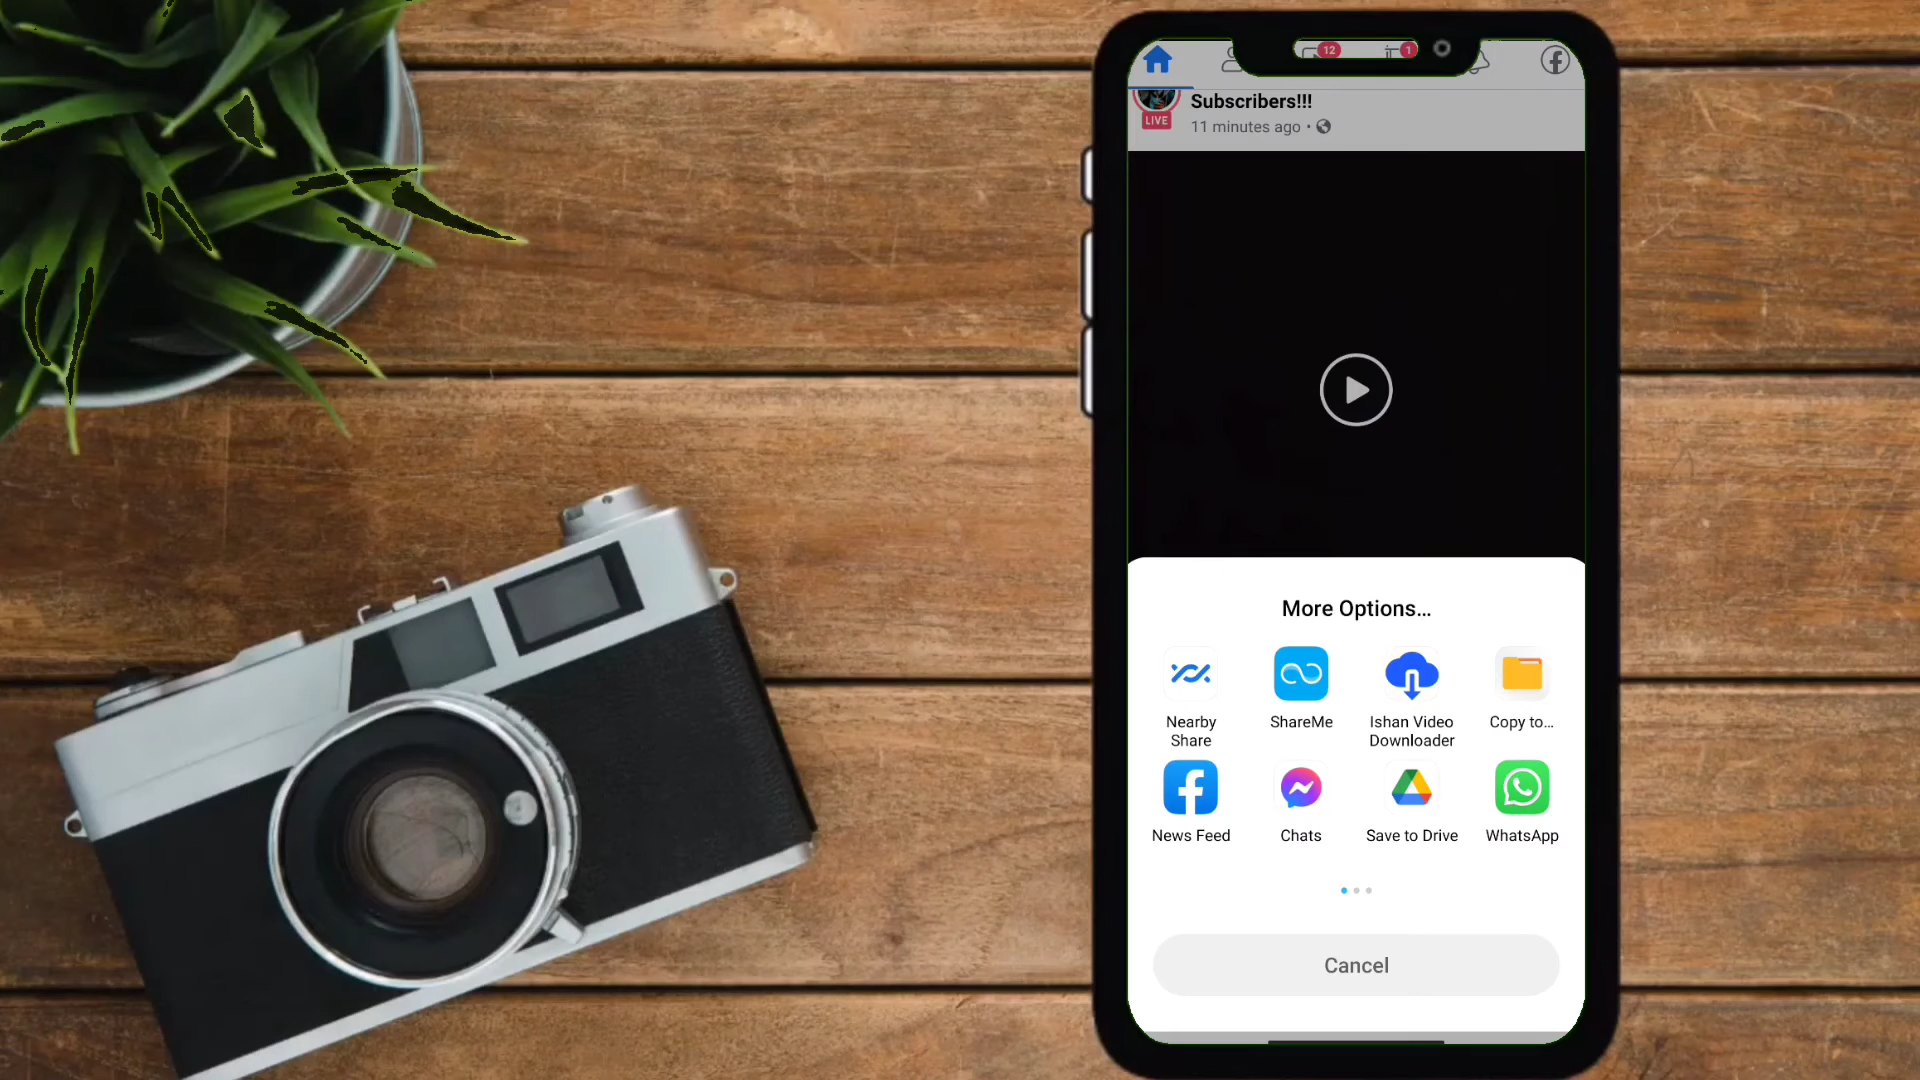 12
1
Subscribers!!!
LIVE
11 minutes ago •
More Options...
Nearby Share
ShareMe
Ishan Video Downloader
Copy to...
News Feed
Chats
Save to Drive
WhatsApp
Cancel